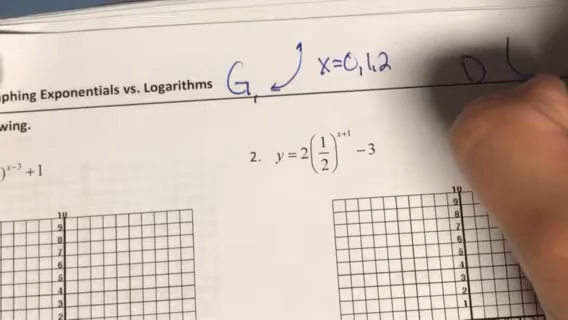 phing Exponentials vs. Logarithms G, x=0,1,2 D
wing.
)^{x-3} + 1
2. y = 2(1/2)^{x+1} - 3
10 10
9 9
8 8
7 7
6 6
5 5
4 4
3 3
2 2
1